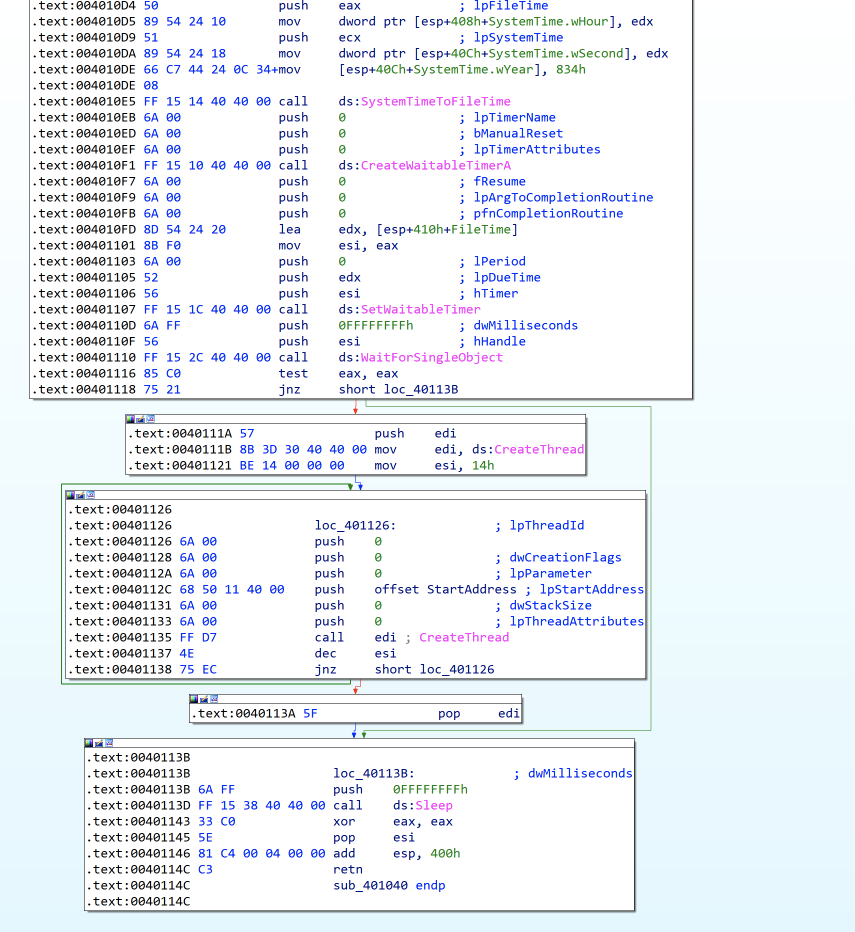 .text:004010D4 50 push eax ; lpFileTime
.text:004010D5 89 54 24 10 mov dword ptr [esp+408h+SystemTime.wHour], edx
.text:004010D9 51 push ecx ; lpSystemTime
.text:004010DA 89 54 24 18 mov dword ptr [esp+40Ch+SystemTime.wSecond], edx
.text:004010DE 66 C7 44 24 0C 34+mov [esp+40Ch+SystemTime.wYear], 834h
.text:004010DE 08
.text:004010E5 FF 15 14 40 40 00 call ds:SystemTimeToFileTime
.text:004010EB 6A 00 push 0 ; lpTimerName
.text:004010ED 6A 00 push 0 ; bManualReset
.text:004010EF 6A 00 push 0 ; lpTimerAttributes
.text:004010F1 FF 15 10 40 40 00 call ds:CreateWaitableTimerA
.text:004010F7 6A 00 push 0 ; fResume
.text:004010F9 6A 00 push 0 ; lpArgToCompletionRoutine
.text:004010FB 6A 00 push 0 ; pfnCompletionRoutine
.text:004010FD 8D 54 24 20 lea edx, [esp+410h+FileTime]
.text:00401101 8B F0 mov esi, eax
.text:00401103 6A 00 push 0 ; lPeriod
.text:00401105 52 push edx ; lpDueTime
.text:00401106 56 push esi ; hTimer
.text:00401107 FF 15 1C 40 40 00 call ds:SetWaitableTimer
.text:0040110D 6A FF push 0FFFFFFFFh ; dwMilliseconds
.text:0040110F 56 push esi ; hHandle
.text:00401110 FF 15 2C 40 40 00 call ds:WaitForSingleObject
.text:00401116 85 C0 test eax, eax
.text:00401118 75 21 jnz short loc_40113B
.text:0040111A 57 push edi
.text:0040111B 8B 3D 30 40 40 00 mov edi, ds:CreateThread
.text:00401121 BE 14 00 00 00 mov esi, 14h
.text:00401126
.text:00401126 loc_401126: ; lpThreadId
.text:00401126 6A 00 push 0
.text:00401128 6A 00 push 0 ; dwCreationFlags
.text:0040112A 6A 00 push 0 ; lpParameter
.text:0040112C 68 50 11 40 00 push offset StartAddress ; lpStartAddress
.text:00401131 6A 00 push 0 ; dwStackSize
.text:00401133 6A 00 push 0 ; lpThreadAttributes
.text:00401135 FF D7 call edi ; CreateThread
.text:00401137 4E dec esi
.text:00401138 75 EC jnz short loc_401126
.text:0040113A 5F pop edi
.text:0040113B
.text:0040113B loc_40113B: ; dwMilliseconds
.text:0040113B 6A FF push 0FFFFFFFFh
.text:0040113D FF 15 38 40 40 00 call ds:Sleep
.text:00401143 33 C0 xor eax, eax
.text:00401145 5E pop esi
.text:00401146 81 C4 00 04 00 00 add esp, 400h
.text:0040114C C3 retn
.text:0040114C sub_401040 endp
.text:0040114C